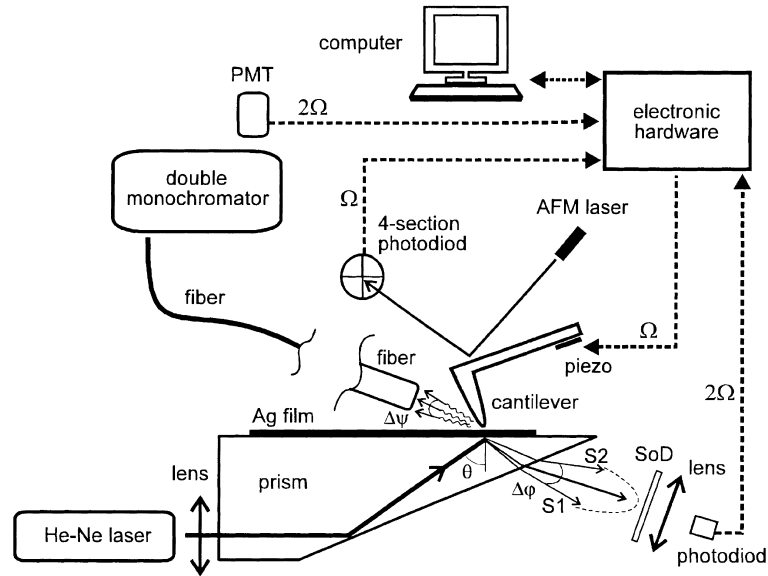 computer
PMT
2Ω
electronic
hardware
double
monochromator
Ω
4-section
photodiod
AFM laser
fiber
Ω
piezo
fiber
cantilever
2Ω
Δψ
Ag film
S2
SoD
lens
lens
prism
θ
Δφ
S1
He-Ne laser
photodiod